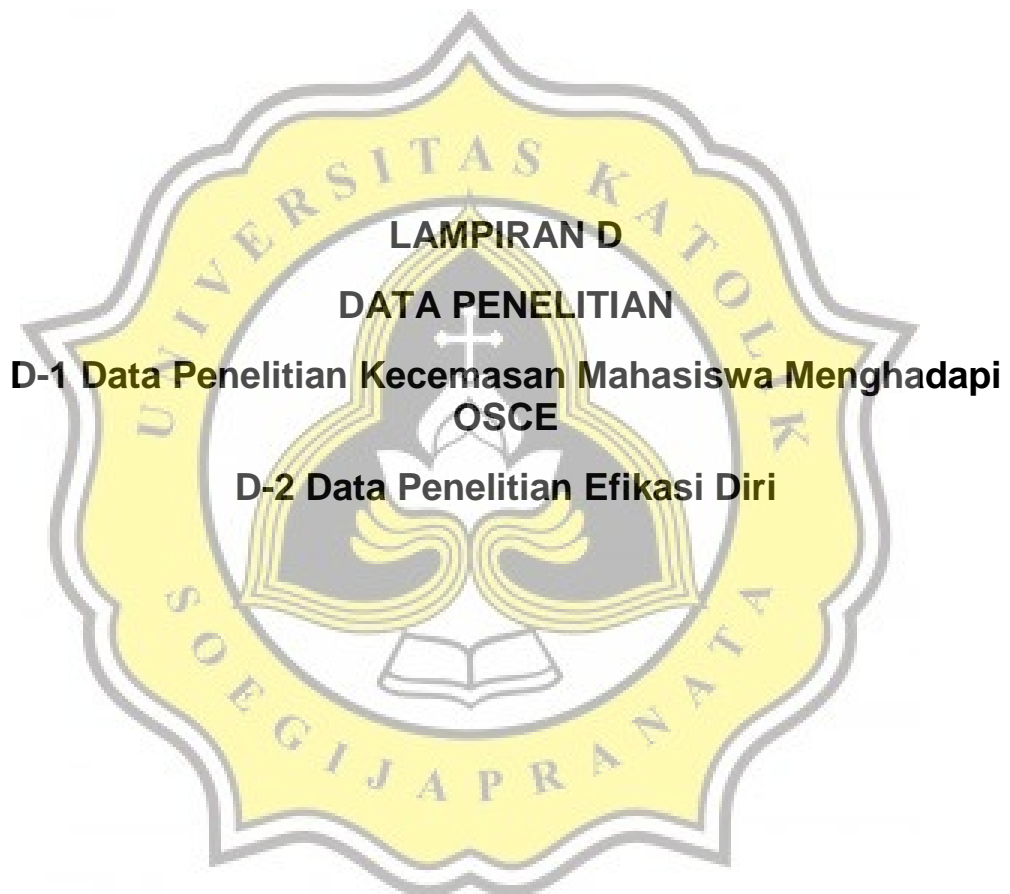 UNIVERSITAS KATOLIK
LAMPIRAN D
DATA PENELITIAN
D-1 Data Penelitian Kecemasan Mahasiswa Menghadapi
OSCE
D-2 Data Penelitian Efikasi Diri
SOEGIJAPRANATA